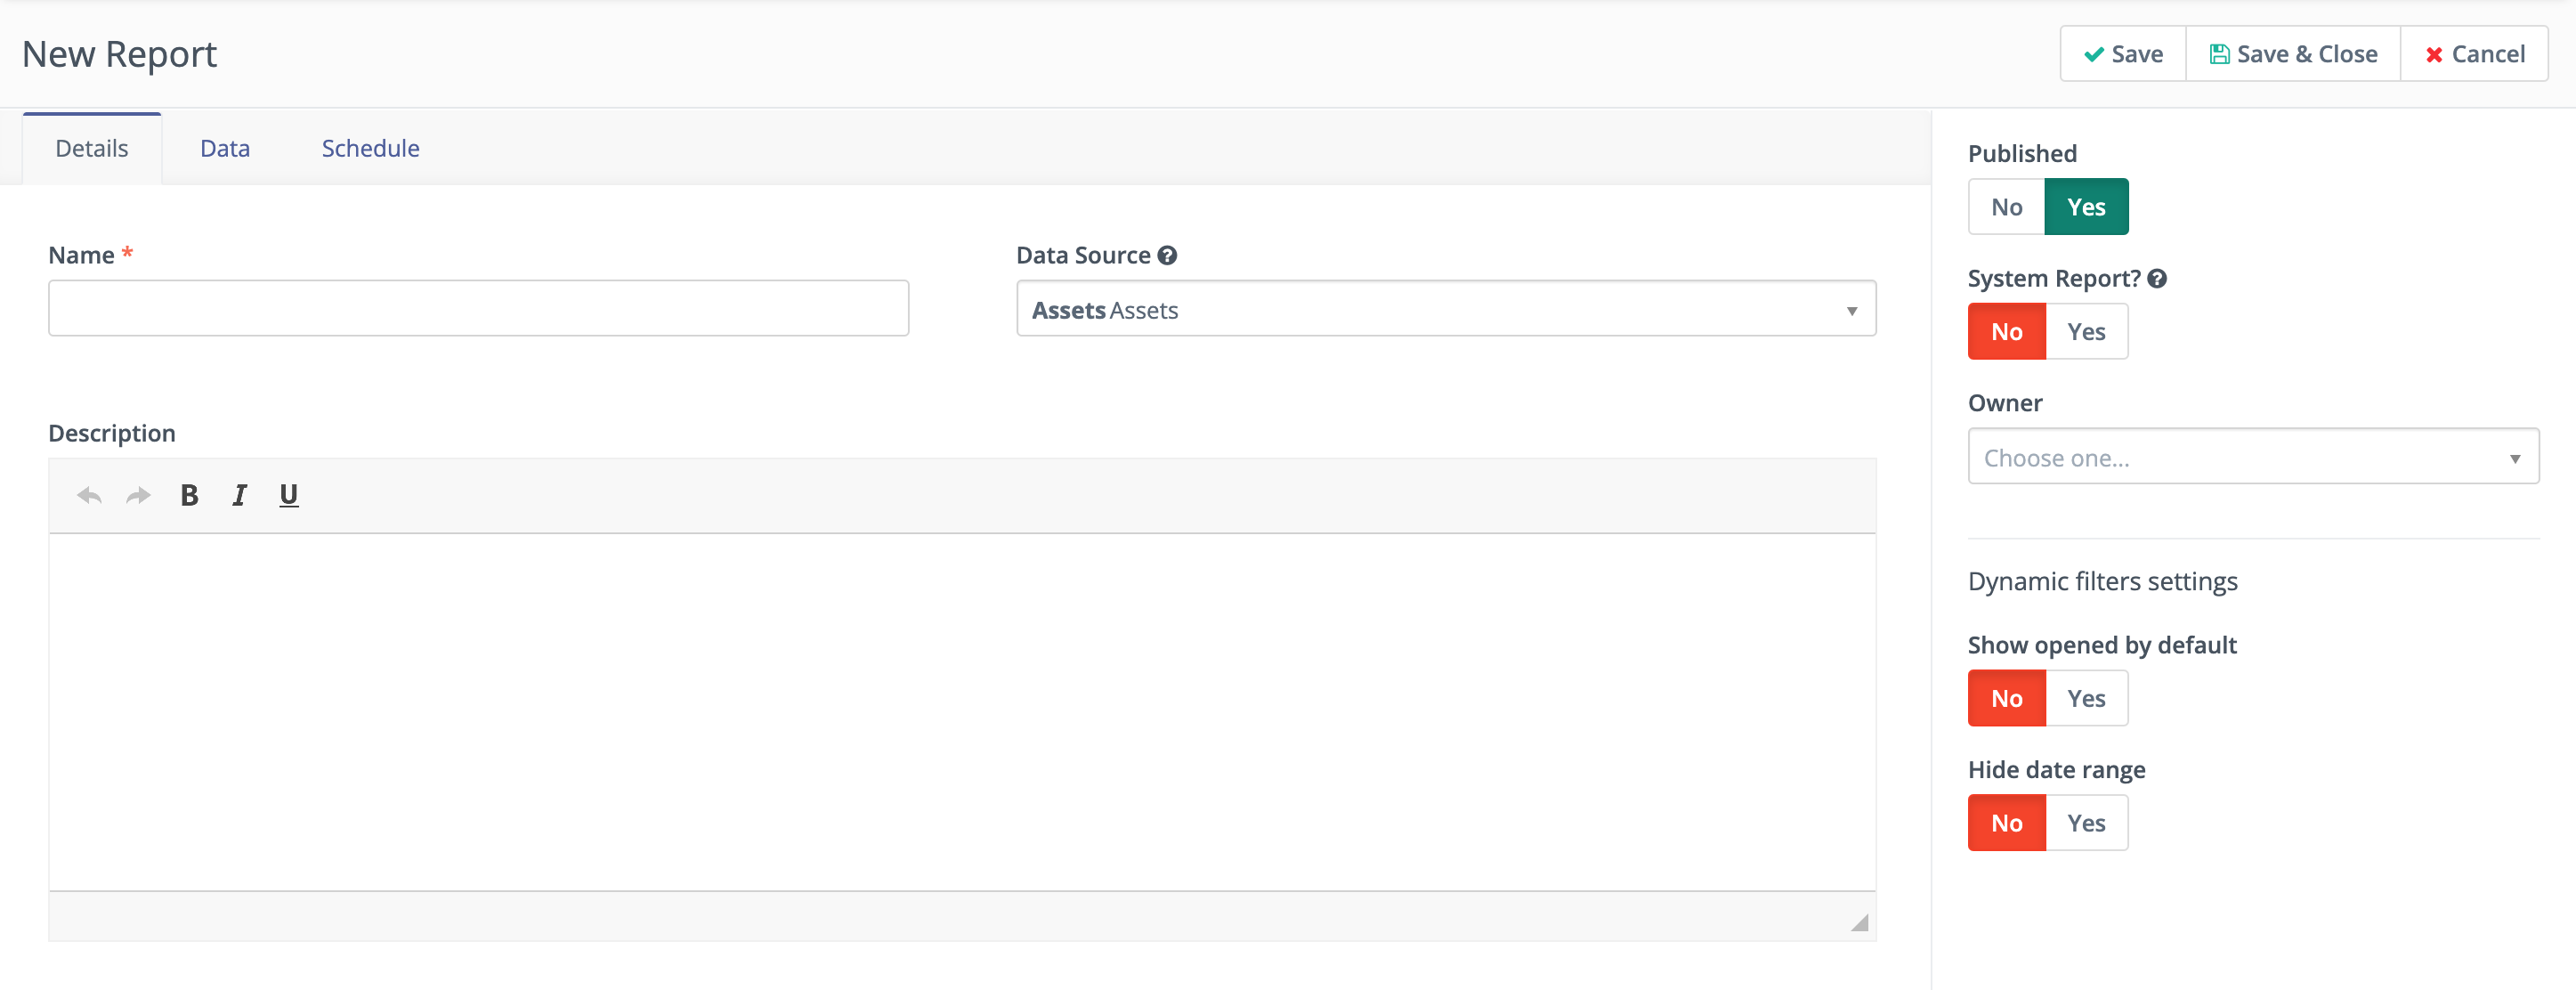 New Report
Save
Save & Close
Cancel
Details
Data
Schedule
Name *
Data Source
Assets Assets
Description
B I U
Published
No Yes
System Report?
No Yes
Owner
Choose one...
Dynamic filters settings
Show opened by default
No Yes
Hide date range
No Yes